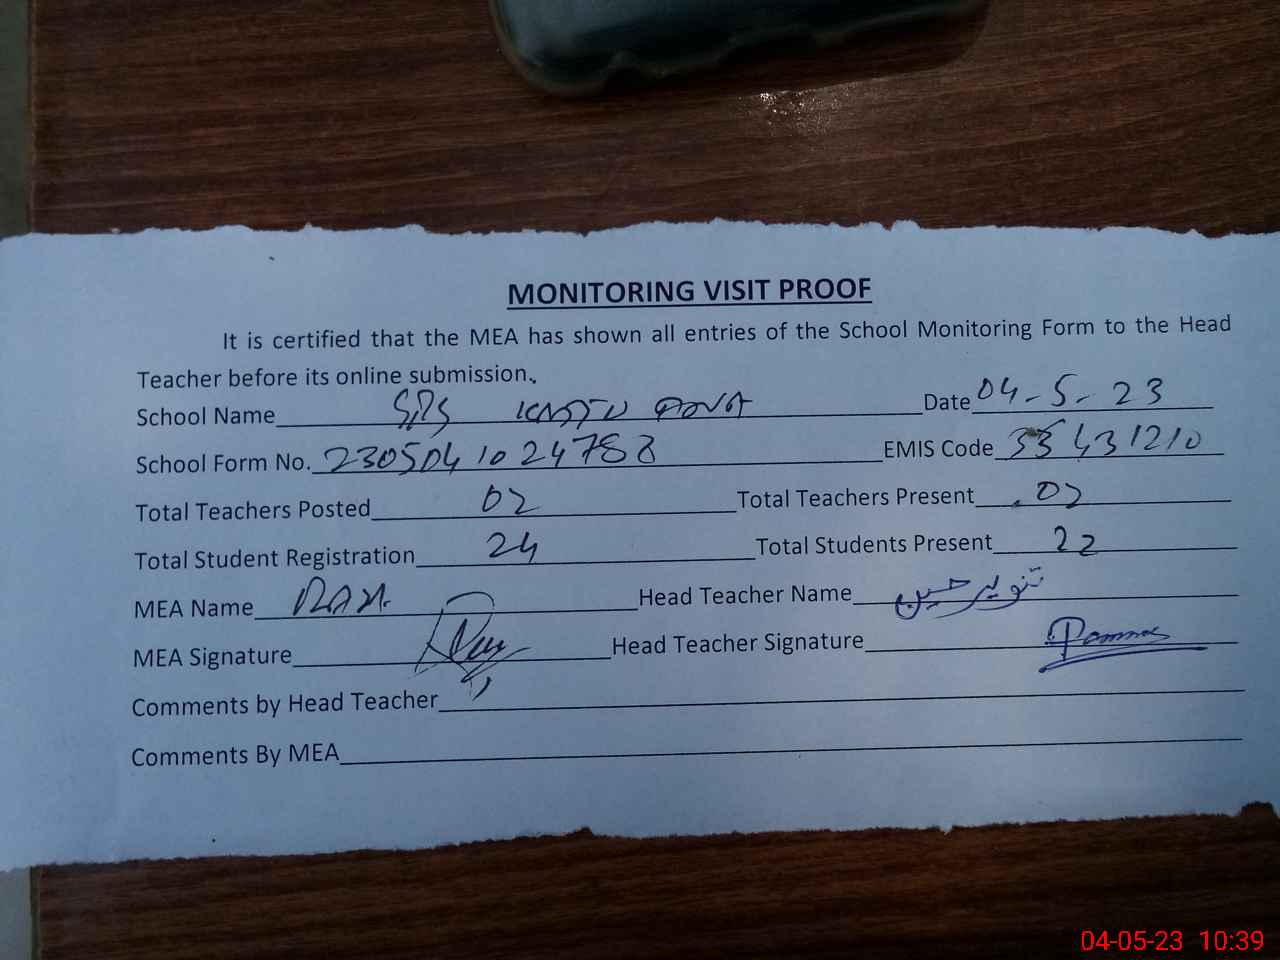 MONITORING VISIT PROOF
It is certified that the MEA has shown all entries of the School Monitoring Form to the Head
Teacher before its online submission.
School Name GPS Date 04-5-23
School Form No. 230504 10 24788 EMIS Code 33431210
Total Teachers Posted 02 Total Teachers Present 02
Total Student Registration 24 Total Students Present 22
MEA Name Head Teacher Name تنویر حسین
MEA Signature Head Teacher Signature
Comments by Head Teacher
Comments By MEA
04-05-23 10:39